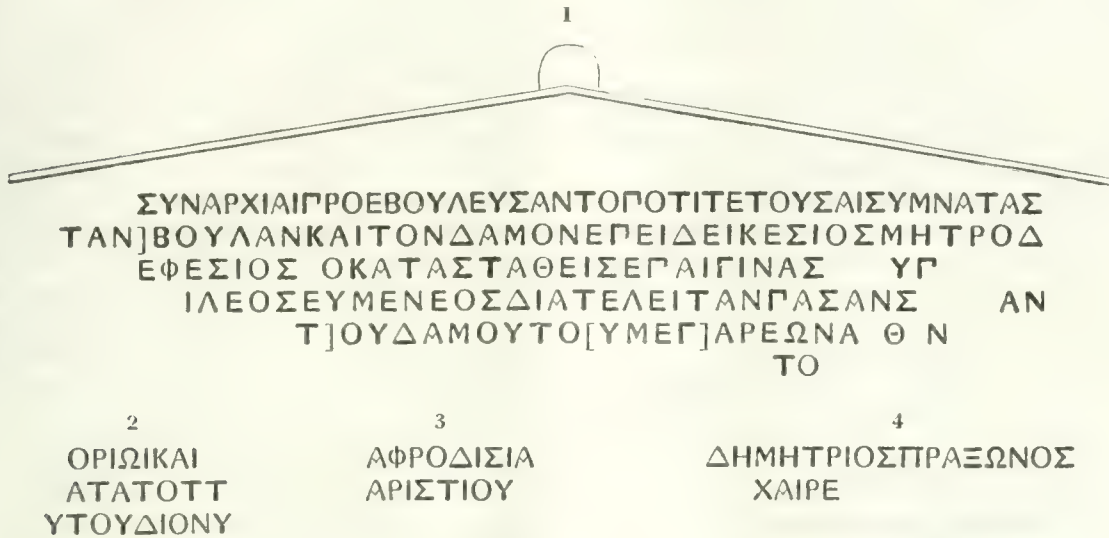 1
ΣΥΝΑΡΧΙΑΙΠΡΟΕΒΟΥΛΕΥΣΑΝΤΟΠΟΤΙΤΕΤΟΥΣΑΙΣΥΜΝΑΤΑΣ
ΤΑΝ]ΒΟΥΛΑΝΚΑΙΤΟΝΔΑΜΟΝΕΠΕΙΔΕΙΚΕΣΙΟΣΜΗΤΡΟΔ
ΕΦΕΣΙΟΣ ΟΚΑΤΑΣΤΑΘΕΙΣΕΠΑΙΓΙΝΑΣ ΥΠ
ΙΛΕΟΣΕΥΜΕΝΕΟΣΔΙΑΤΕΛΕΙΤΑΝΠΑΣΑΝΣ ΑΝ
Τ]ΟΥΔΑΜΟΥΤΟ[ΥΜΕΓ]ΑΡΕΩΝΑ Θ Ν
ΤΟ
2
ΟΡΙΩΙΚΑΙ
ΑΤΑΤΟΤΤ
ΥΤΟΥΔΙΟΝΥ
3
ΑΦΡΟΔΙΣΙΑ
ΑΡΙΣΤΙΟΥ
4
ΔΗΜΗΤΡΙΟΣΠΡΑΞΩΝΟΣ
ΧΑΙΡΕ